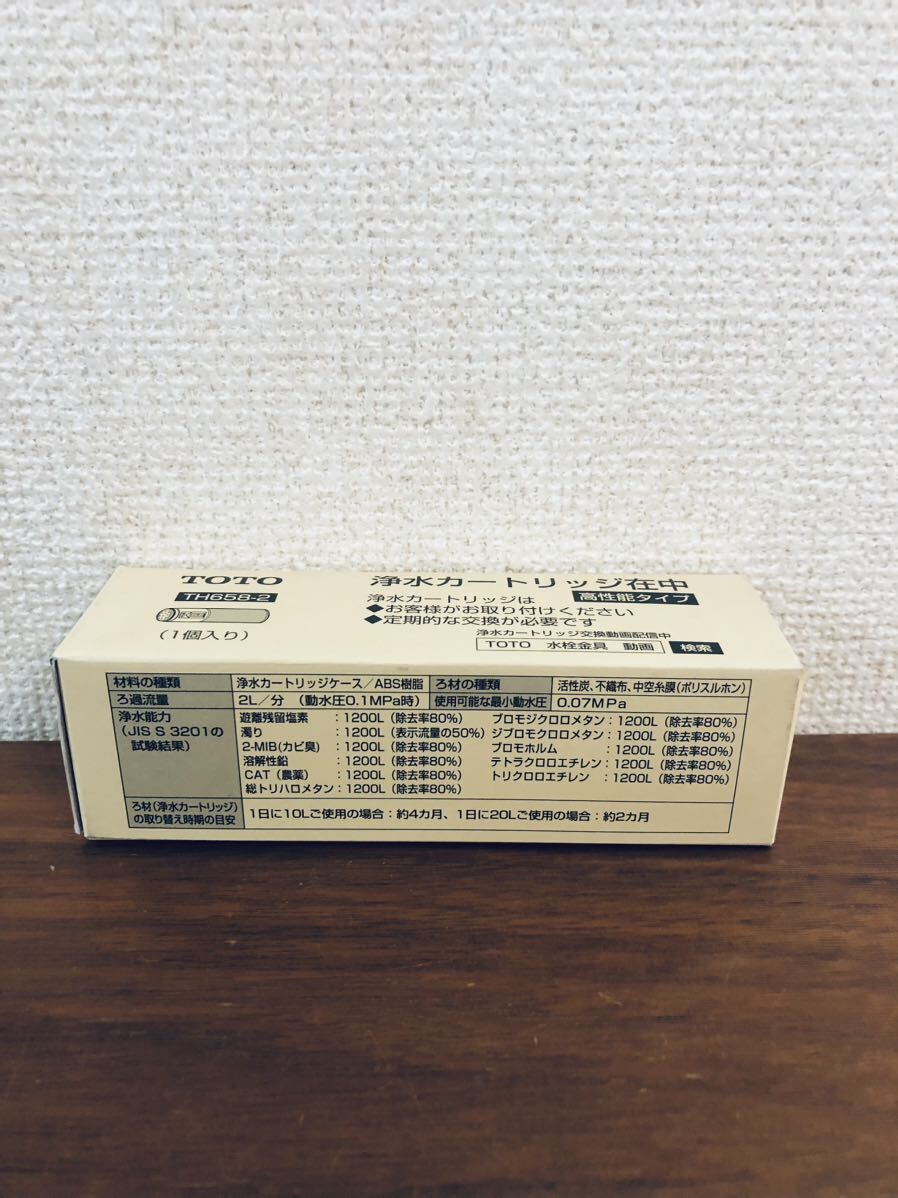 TOTO
浄水カートリッジ在中
TH658-2
浄水カートリッジは
高性能タイプ
◆お客様がお取り付けください
(1個入り)
◆定期的な交換が必要です
浄水カートリッジ交換動画配信中
TOTO 水栓金具 動画 検索
材料の種類 浄水カートリッジケース/ABS樹脂 ろ材の種類 活性炭、不織布、中空糸膜(ポリスルホン)
ろ過流量 2L/分 (動水圧0.1MPa時) 使用可能な最小動水圧 0.07MPa
浄水能力
(JIS S 3201の
試験結果)
遊離残留塩素 :1200L(除去率80%)
濁り :1200L(表示流量の50%)
2-MIB(カビ臭) :1200L(除去率80%)
溶解性鉛 :1200L(除去率80%)
CAT(農薬) :1200L(除去率80%)
総トリハロメタン:1200L(除去率80%)
ブロモジクロロメタン:1200L(除去率80%)
ジブロモクロロメタン:1200L(除去率80%)
ブロモホルム :1200L(除去率80%)
テトラクロロエチレン:1200L(除去率80%)
トリクロロエチレン:1200L(除去率80%)
ろ材(浄水カートリッジ)
の取り替え時期の目安
1日に10Lご使用の場合:約4カ月、1日に20Lご使用の場合:約2カ月